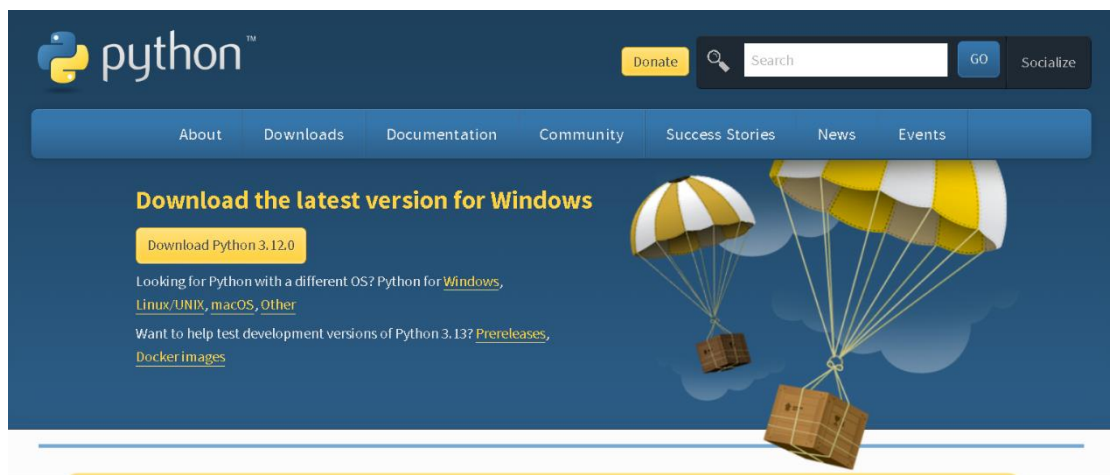 python™
Donate
Search
GO
Socialize
About Downloads Documentation Community Success Stories News Events
Download the latest version for Windows
Download Python 3.12.0
Looking for Python with a different OS? Python for Windows,
Linux/UNIX, macOS, Other
Want to help test development versions of Python 3.13? Prereleases,
Docker images